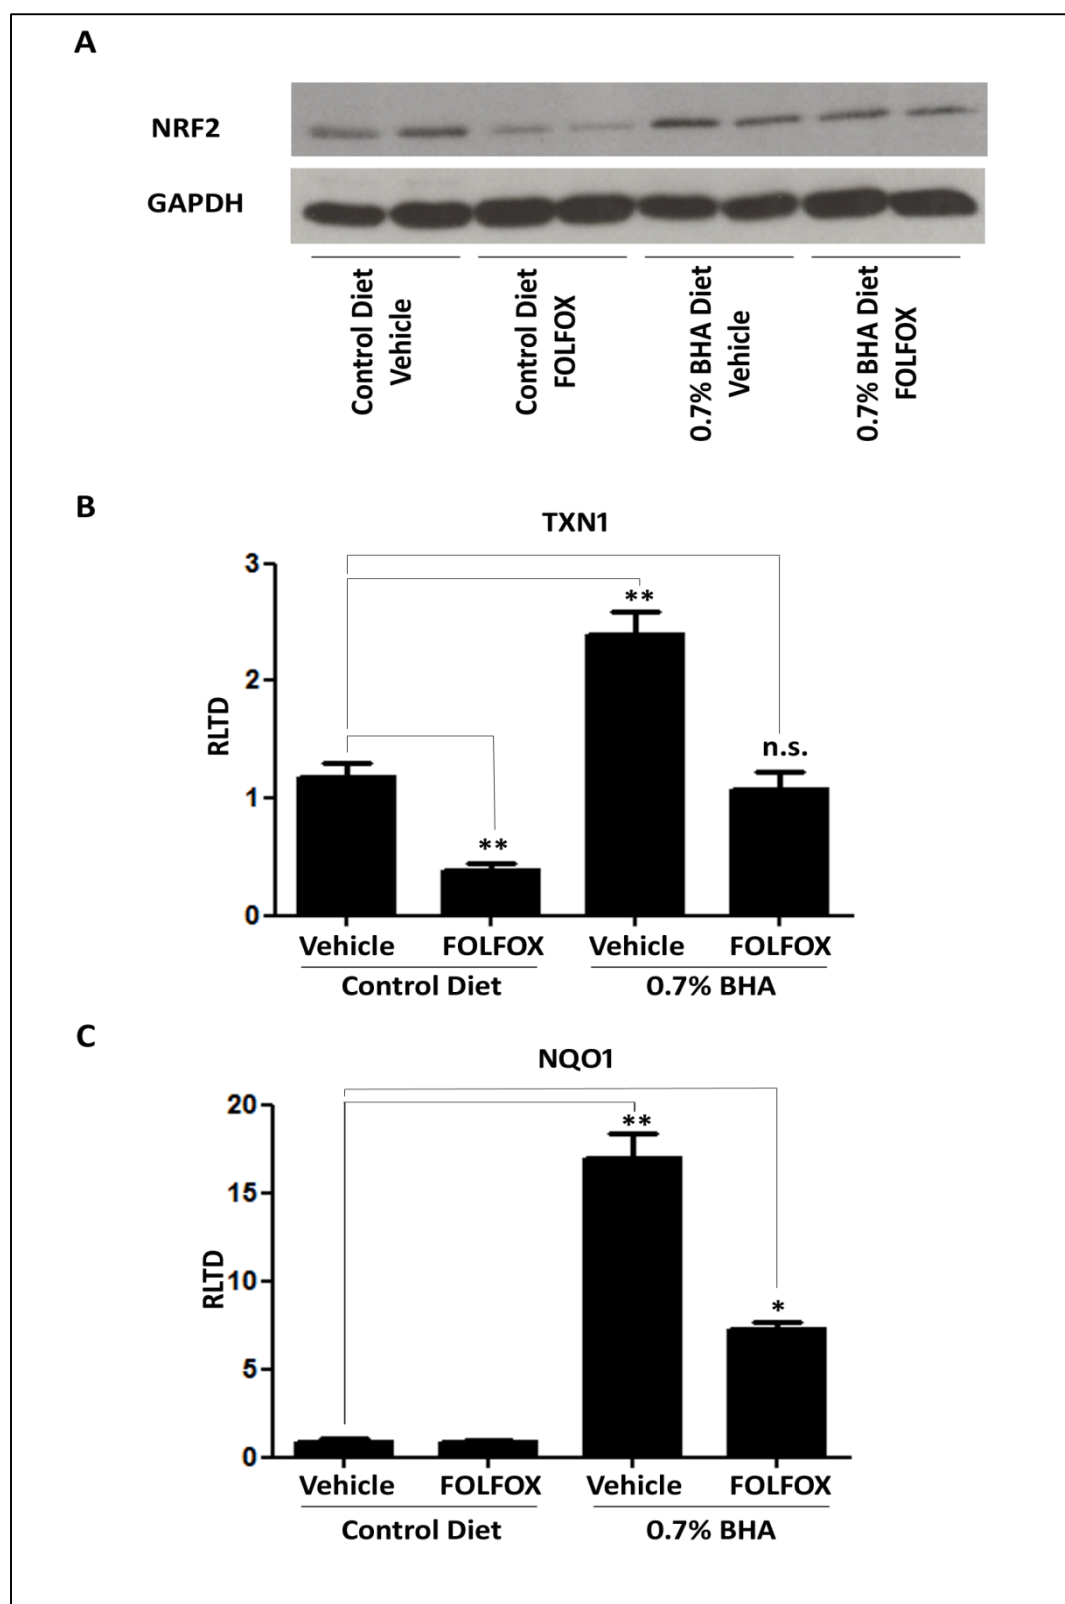 A
NRF2
GAPDH
Control Diet
Vehicle
Control Diet
FOLFOX
0.7% BHA Diet
Vehicle
0.7% BHA Diet
FOLFOX
B
TXN1
3
2
1
0
RLTD
**
**
n.s.
Vehicle FOLFOX Vehicle FOLFOX
Control Diet 0.7% BHA
C
NQO1
20
15
10
5
0
RLTD
**
*
Vehicle FOLFOX Vehicle FOLFOX
Control Diet 0.7% BHA